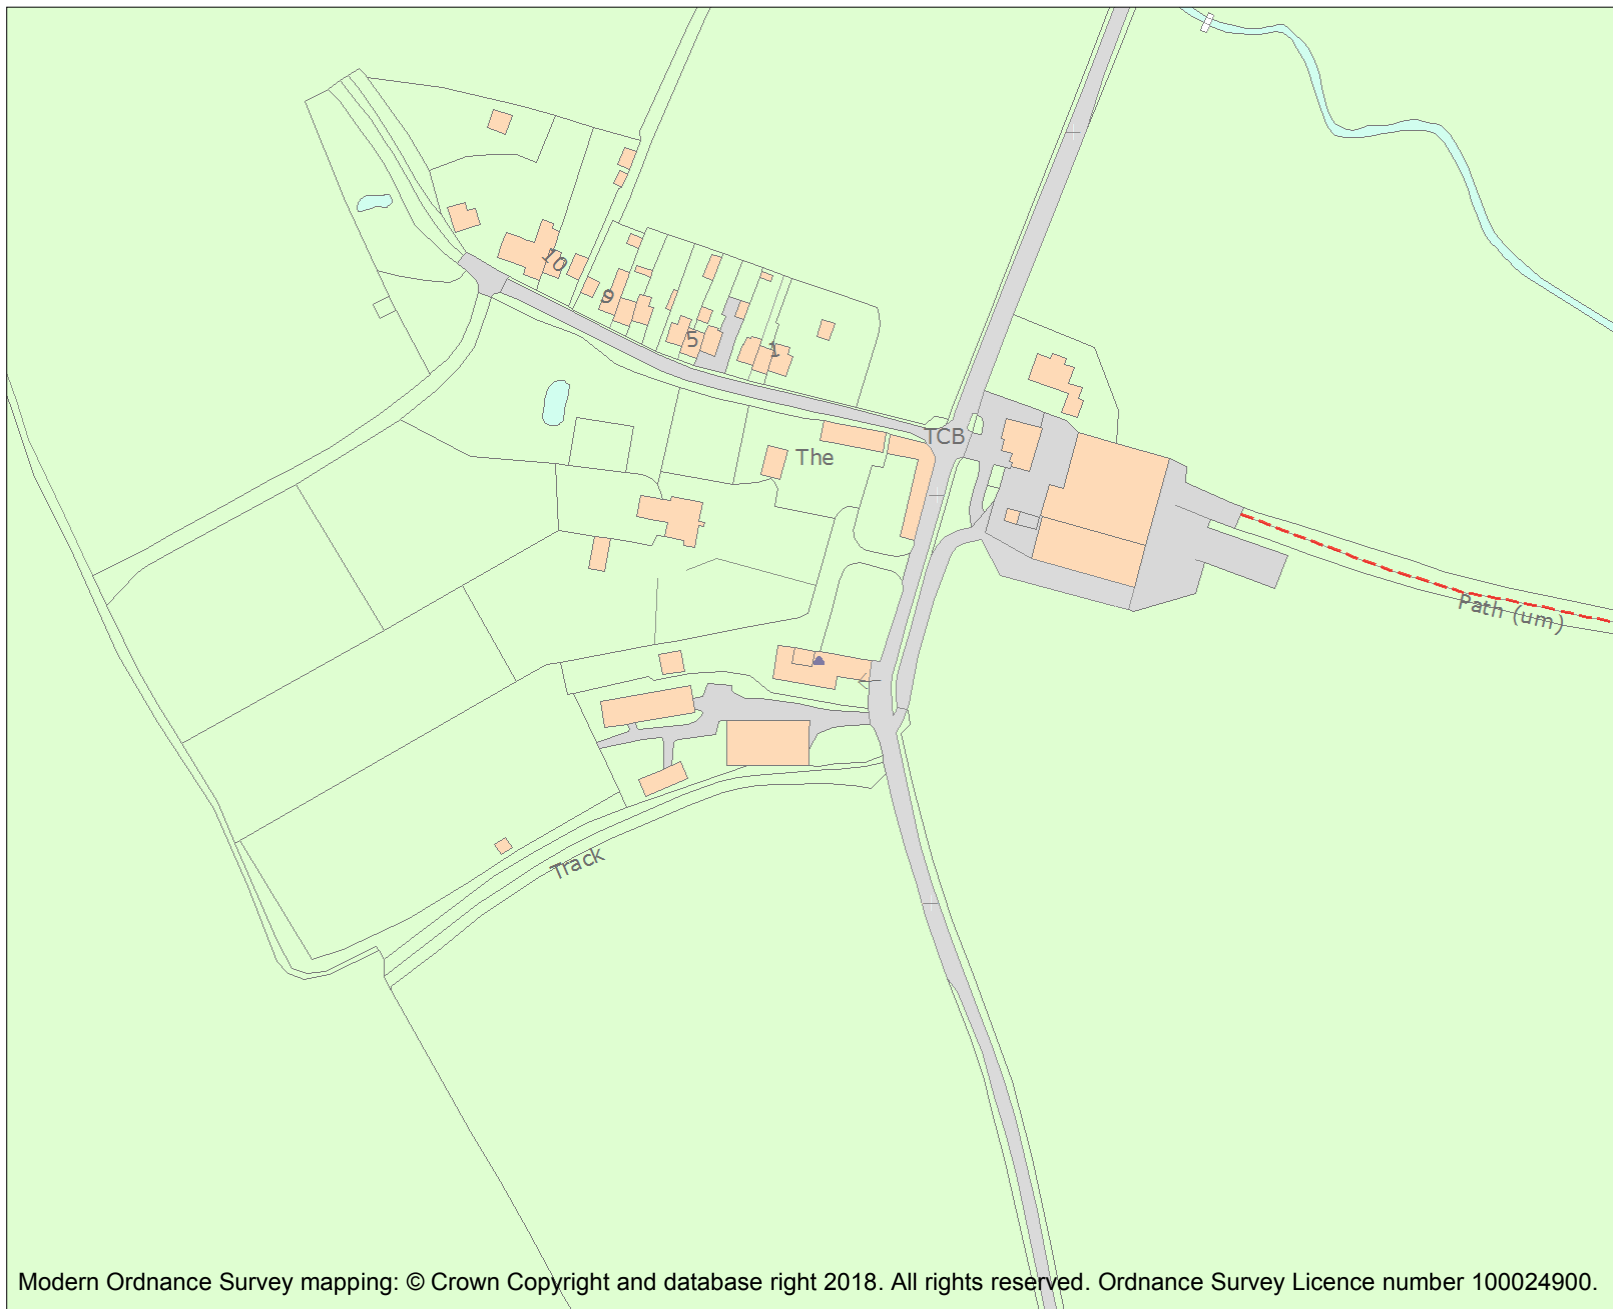 10
9
5
1
TCB
The
Path (um)
Track
Modern Ordnance Survey mapping: © Crown Copyright and database right 2018. All rights reserved. Ordnance Survey Licence number 100024900.